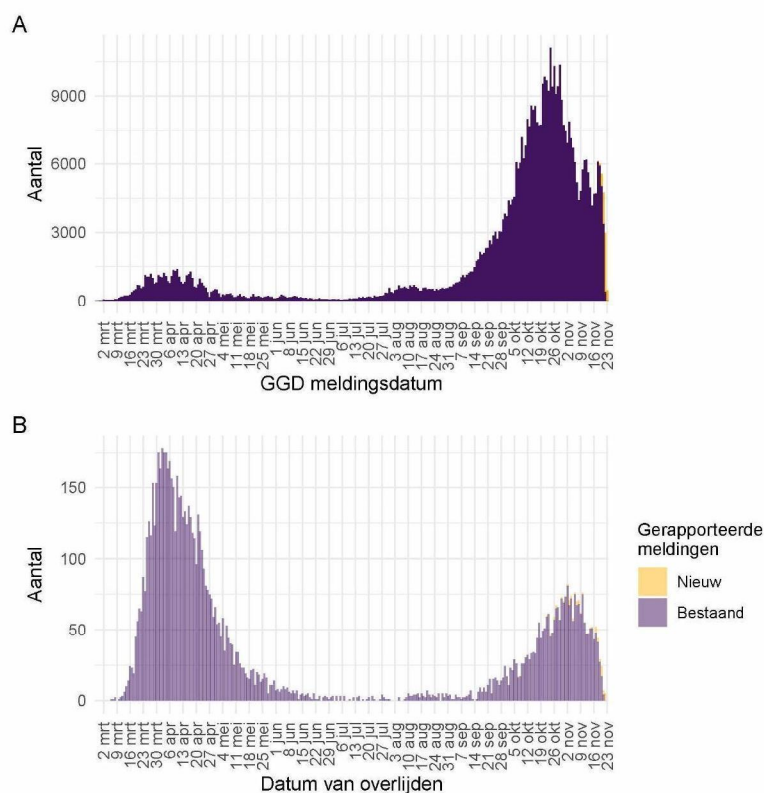 A
Aantal
9000
6000
3000
0
2 mrt
9 mrt
16 mrt
23 mrt
30 mrt
6 apr
13 apr
20 apr
27 apr
4 mei
11 mei
18 mei
25 mei
1 jun
8 jun
15 jun
22 jun
29 jun
6 jul
13 jul
20 jul
27 jul
3 aug
10 aug
17 aug
24 aug
31 aug
7 sep
14 sep
21 sep
28 sep
5 okt
12 okt
19 okt
26 okt
2 nov
9 nov
16 nov
23 nov
GGD meldingsdatum
B
Aantal
150
100
50
0
2 mrt
9 mrt
16 mrt
23 mrt
30 mrt
6 apr
13 apr
20 apr
27 apr
4 mei
11 mei
18 mei
25 mei
1 jun
8 jun
15 jun
22 jun
29 jun
6 jul
13 jul
20 jul
27 jul
3 aug
10 aug
17 aug
24 aug
31 aug
7 sep
14 sep
21 sep
28 sep
5 okt
12 okt
19 okt
26 okt
2 nov
9 nov
16 nov
23 nov
Datum van overlijden
Gerapporteerde
meldingen
Nieuw
Bestaand